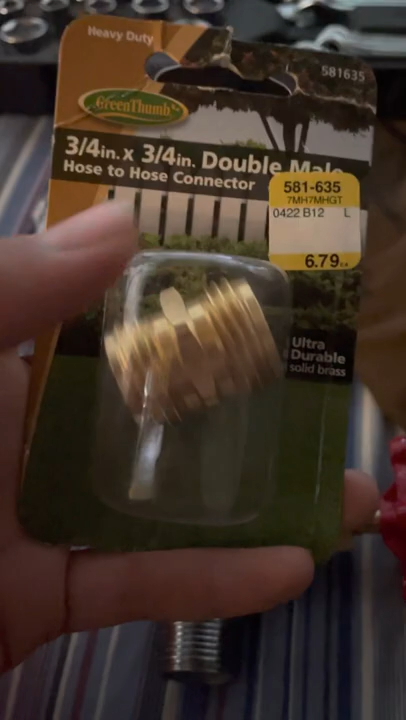 Heavy Duty
581635
GreenThumb
3/4in. x 3/4in. Double Male
Hose to Hose Connector
581-635
7MH7MHGT
0422 B12 L
6.79
Ultra
Durable
solid brass